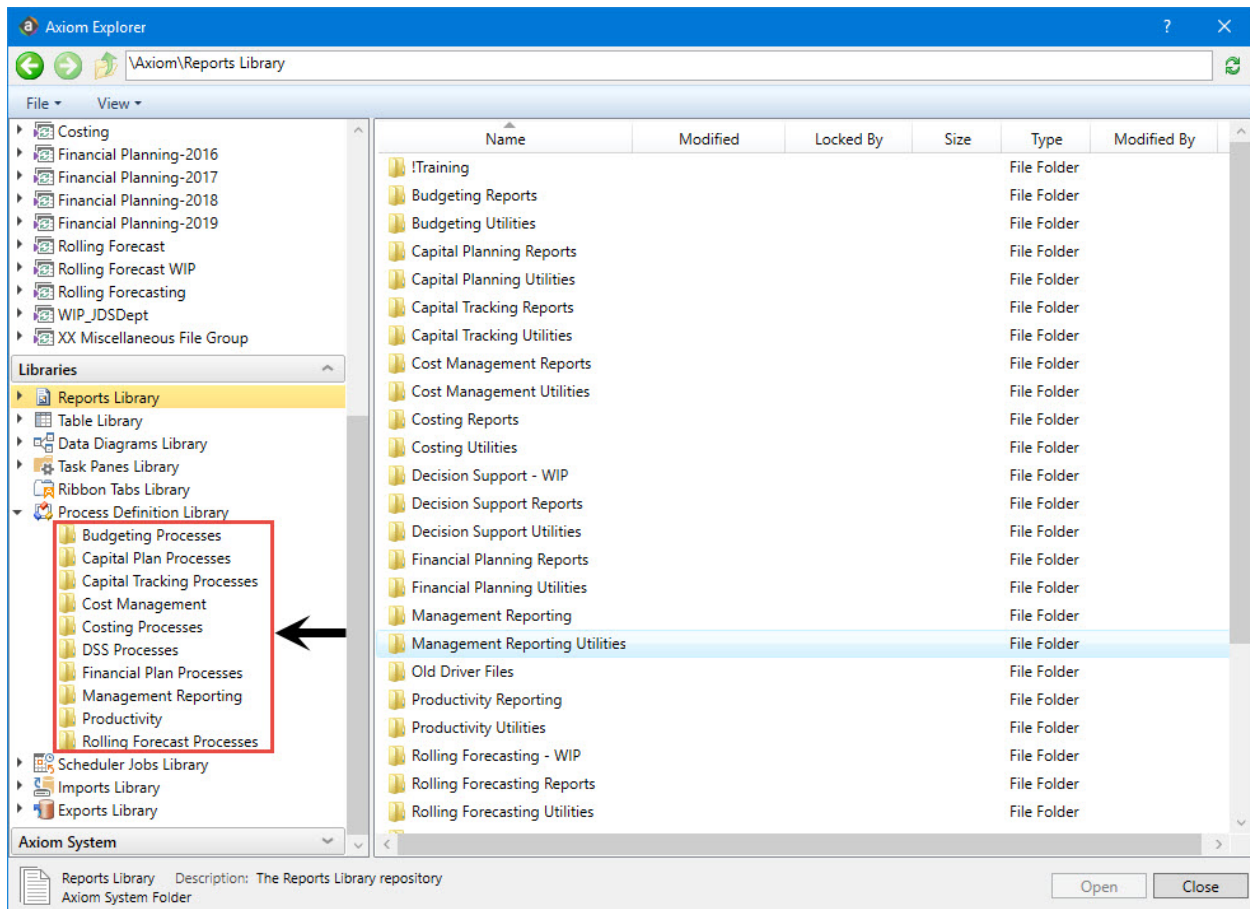 Axiom Explorer
?
\Axiom\Reports Library
File View
Costing
Financial Planning-2016
Financial Planning-2017
Financial Planning-2018
Financial Planning-2019
Rolling Forecast
Rolling Forecast WIP
Rolling Forecasting
WIP_JDSDept
XX Miscellaneous File Group
Libraries
Reports Library
Table Library
Data Diagrams Library
Task Panes Library
Ribbon Tabs Library
Process Definition Library
Budgeting Processes
Capital Plan Processes
Capital Tracking Processes
Cost Management
Costing Processes
DSS Processes
Financial Plan Processes
Management Reporting
Productivity
Rolling Forecast Processes
Scheduler Jobs Library
Imports Library
Exports Library
Axiom System
Name Modified Locked By Size Type Modified By
!Training File Folder
Budgeting Reports File Folder
Budgeting Utilities File Folder
Capital Planning Reports File Folder
Capital Planning Utilities File Folder
Capital Tracking Reports File Folder
Capital Tracking Utilities File Folder
Cost Management Reports File Folder
Cost Management Utilities File Folder
Costing Reports File Folder
Costing Utilities File Folder
Decision Support - WIP File Folder
Decision Support Reports File Folder
Decision Support Utilities File Folder
Financial Planning Reports File Folder
Financial Planning Utilities File Folder
Management Reporting File Folder
Management Reporting Utilities File Folder
Old Driver Files File Folder
Productivity Reporting File Folder
Productivity Utilities File Folder
Rolling Forecasting - WIP File Folder
Rolling Forecasting Reports File Folder
Rolling Forecasting Utilities File Folder
Reports Library Description: The Reports Library repository
Axiom System Folder
Open Close